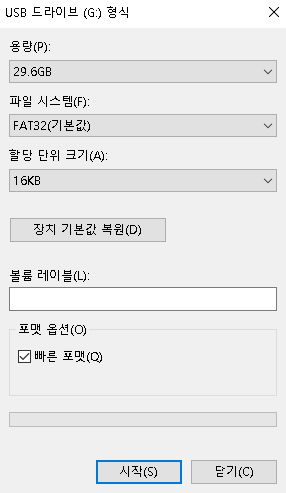 USB 드라이브 (G:) 형식
용량(P):
29.6GB
파일 시스템(F):
FAT32(기본값)
할당 단위 크기(A):
16KB
장치 기본값 복원(D)
볼륨 레이블(L):
포맷 옵션(O)
빠른 포맷(Q)
시작(S)
닫기(C)